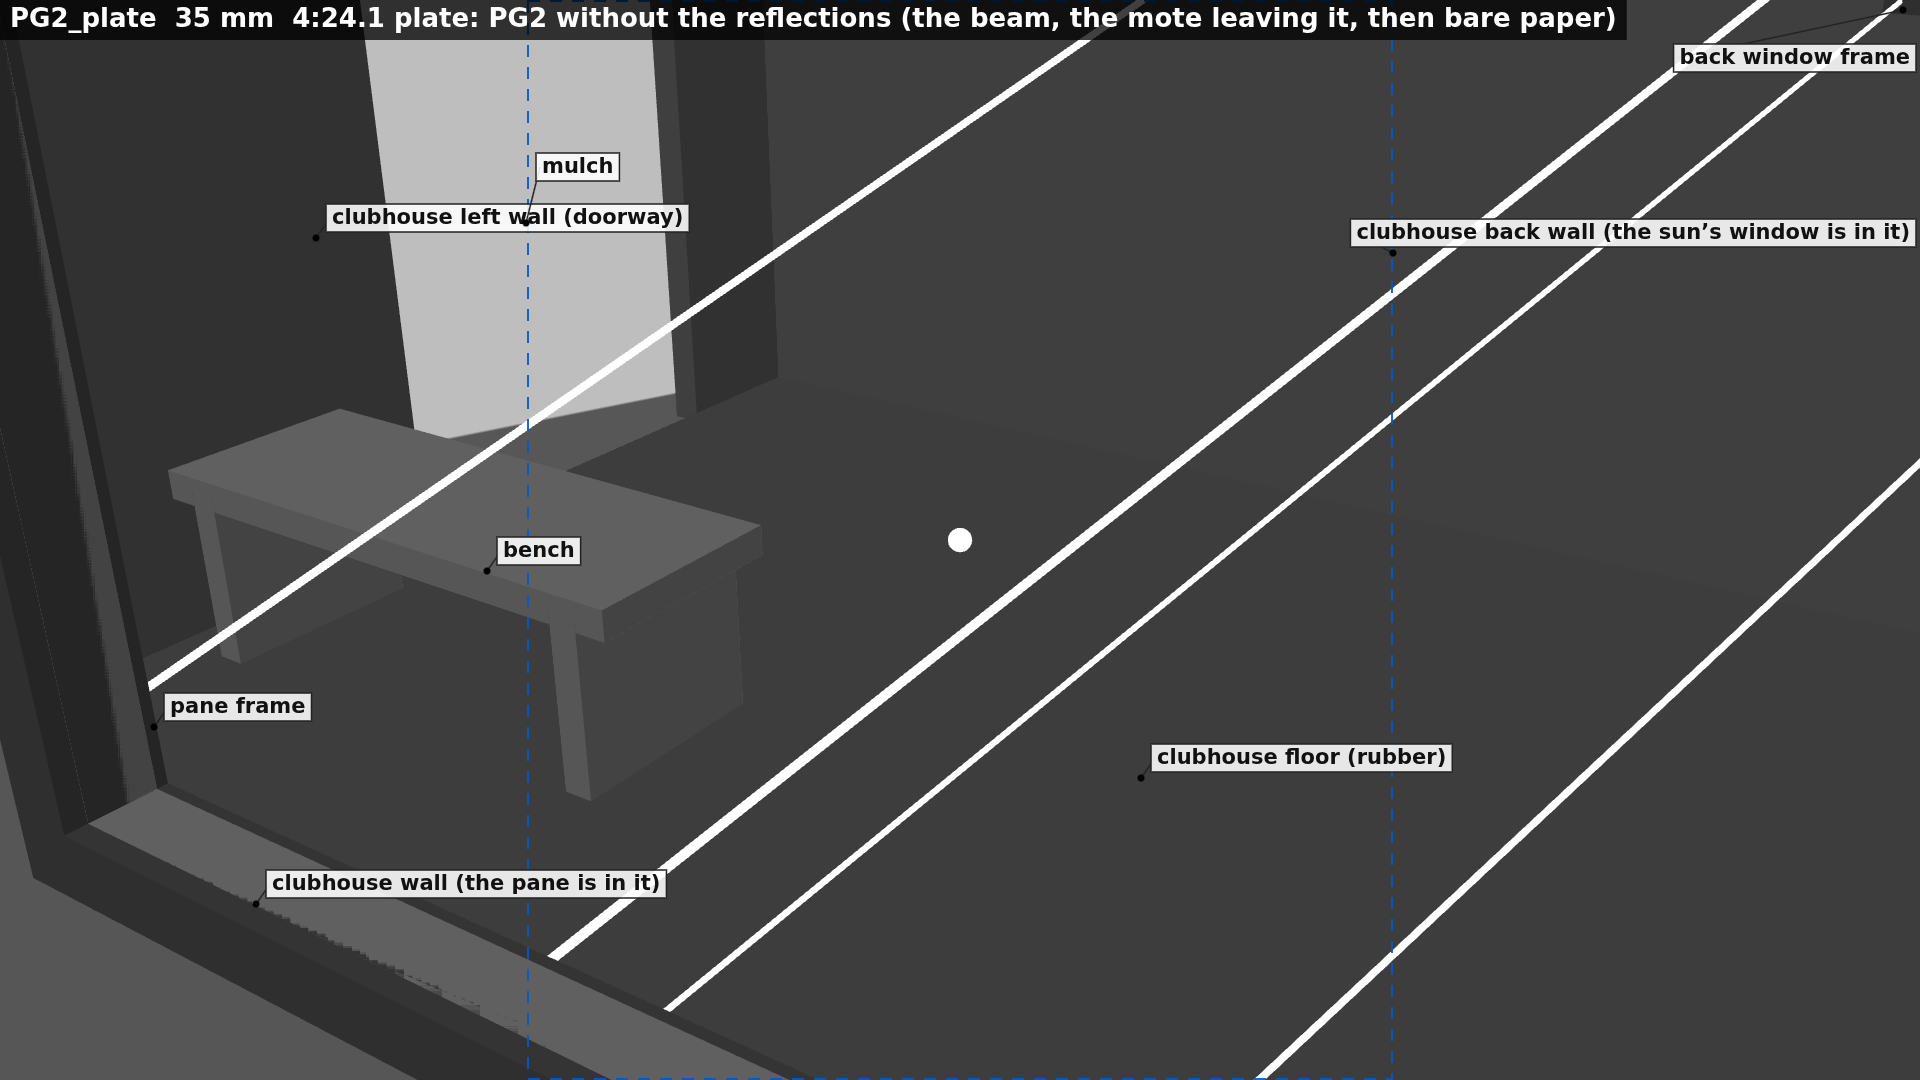 PG2_plate  35 mm  4:24.1 plate: PG2 without the reflections (the beam, the mote leaving it, then bare paper)
back window frame
mulch
clubhouse left wall (doorway)
clubhouse back wall (the sun’s window is in it)
bench
pane frame
clubhouse floor (rubber)
clubhouse wall (the pane is in it)